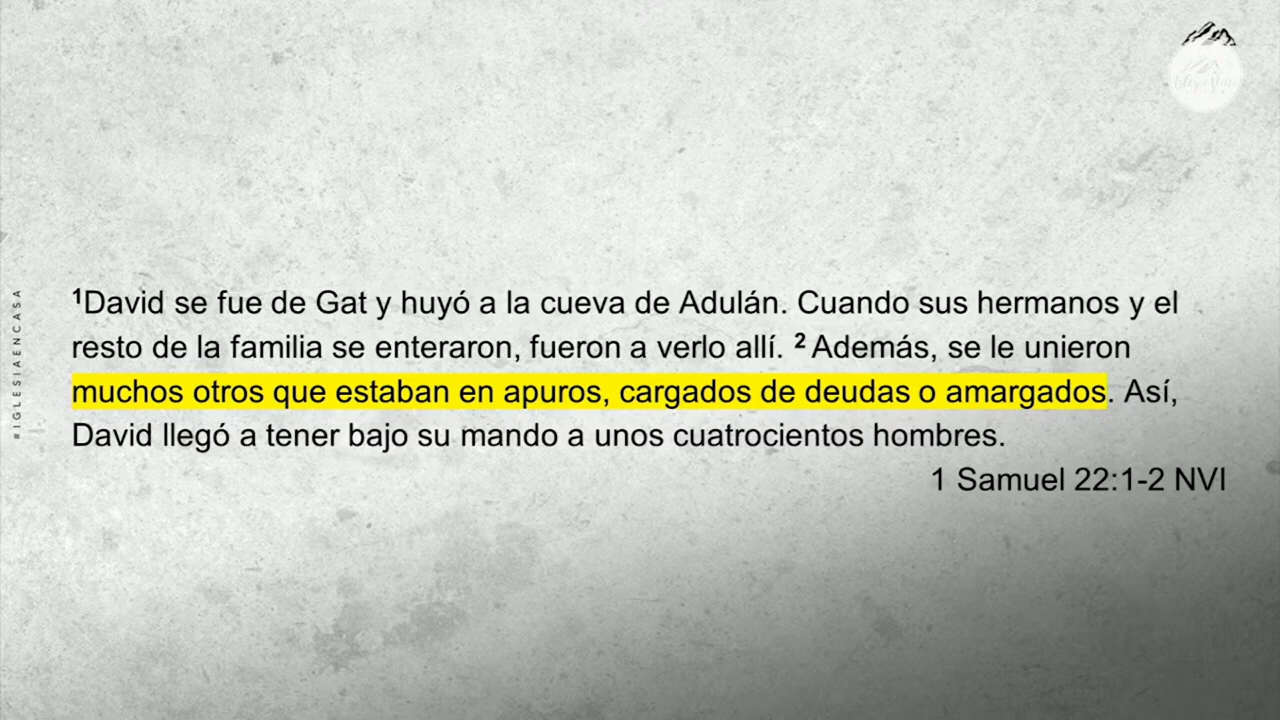 #IGLESIAENCASA
¹David se fue de Gat y huyó a la cueva de Adulán. Cuando sus hermanos y el
resto de la familia se enteraron, fueron a verlo allí. ² Además, se le unieron
muchos otros que estaban en apuros, cargados de deudas o amargados. Así,
David llegó a tener bajo su mando a unos cuatrocientos hombres.
1 Samuel 22:1-2 NVI